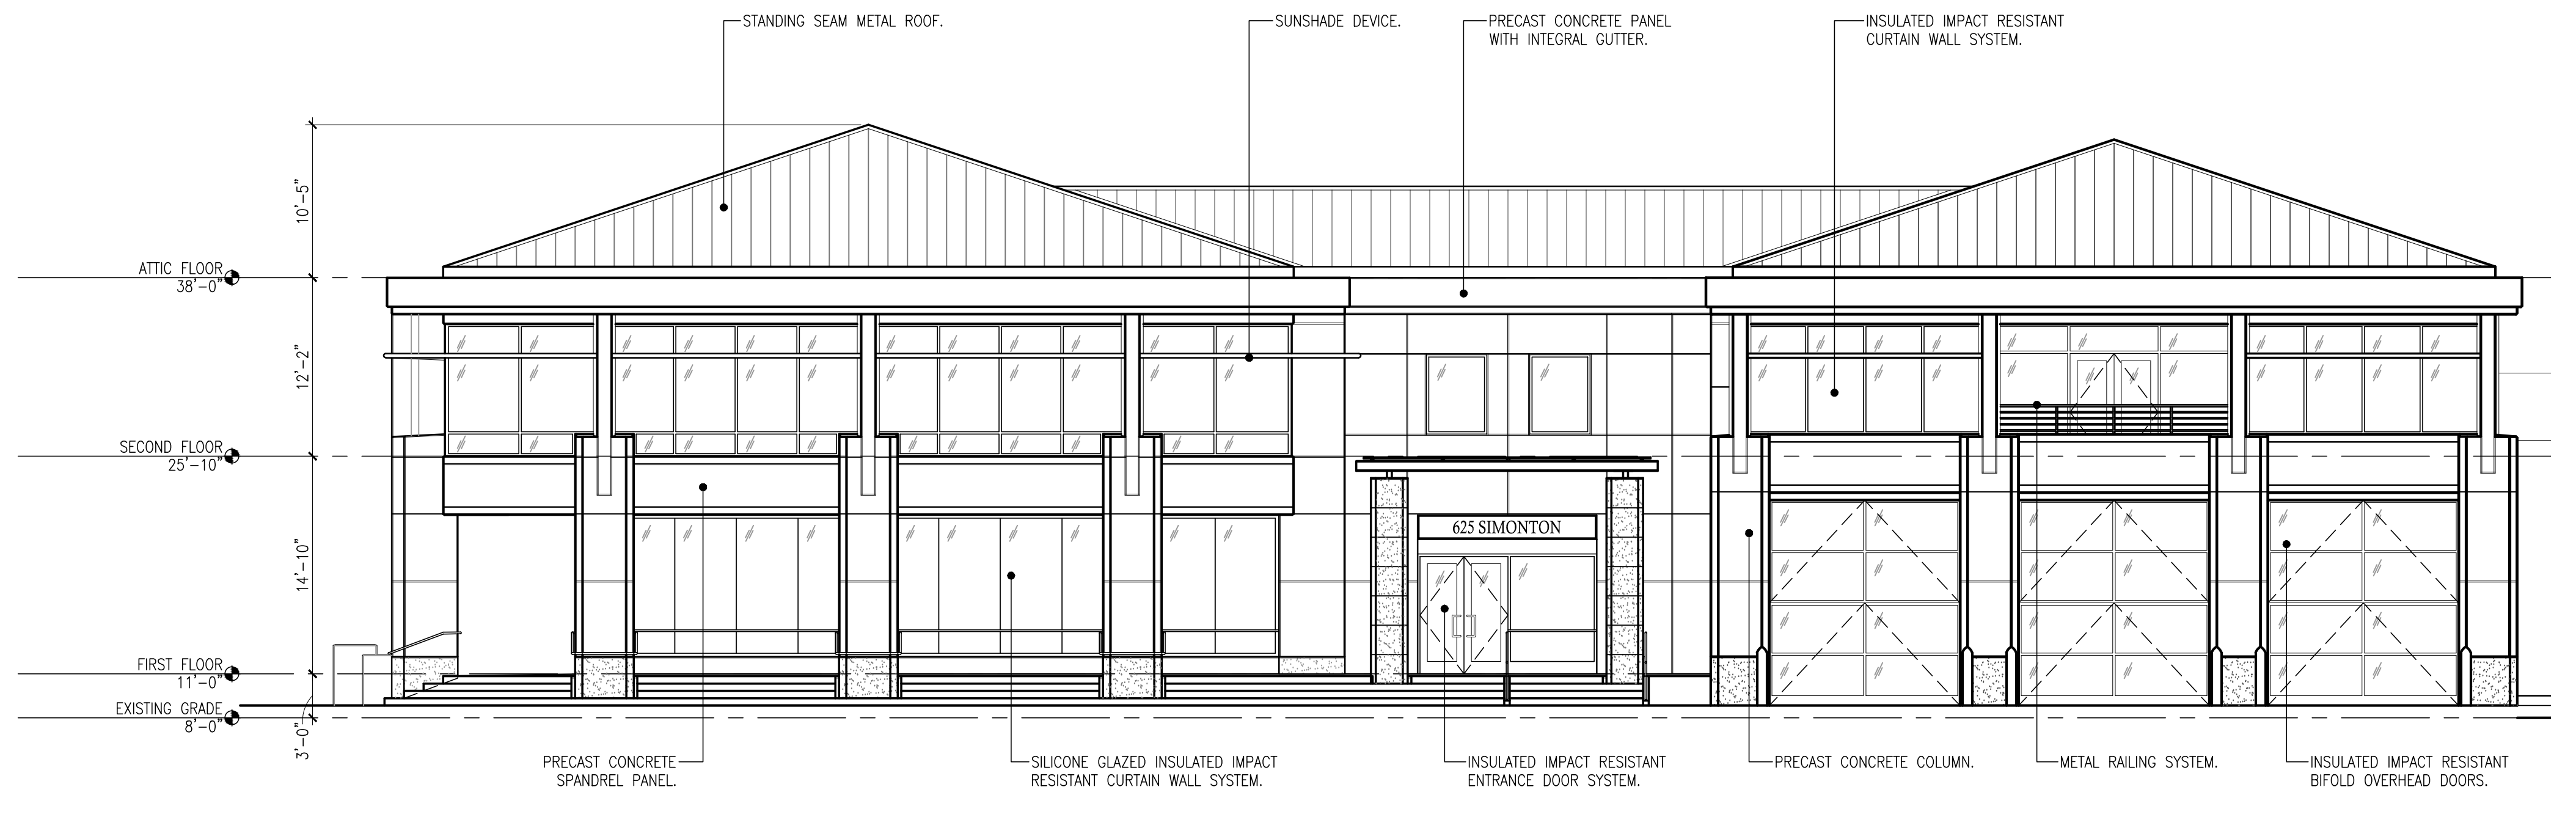 STANDING SEAM METAL ROOF.
SUNSHADE DEVICE.
PRECAST CONCRETE PANEL
WITH INTEGRAL GUTTER.
INSULATED IMPACT RESISTANT
CURTAIN WALL SYSTEM.
10'-5"
ATTIC FLOOR
38'-0"
12'-2"
SECOND FLOOR
25'-10"
14'-10"
625 SIMONTON
FIRST FLOOR
11'-0"
EXISTING GRADE
8'-0"
3'-0"
PRECAST CONCRETE
SPANDREL PANEL.
SILICONE GLAZED INSULATED IMPACT
RESISTANT CURTAIN WALL SYSTEM.
INSULATED IMPACT RESISTANT
ENTRANCE DOOR SYSTEM.
PRECAST CONCRETE COLUMN.
METAL RAILING SYSTEM.
INSULATED IMPACT RESISTANT
BIFOLD OVERHEAD DOORS.